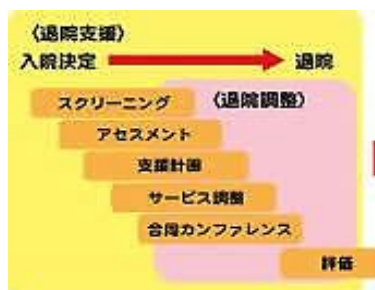 〈退院支援〉
入院決定 退院
スクリーニング 〈退院調整〉
アセスメント
支援計画
サービス調整
合同カンファレンス
評価